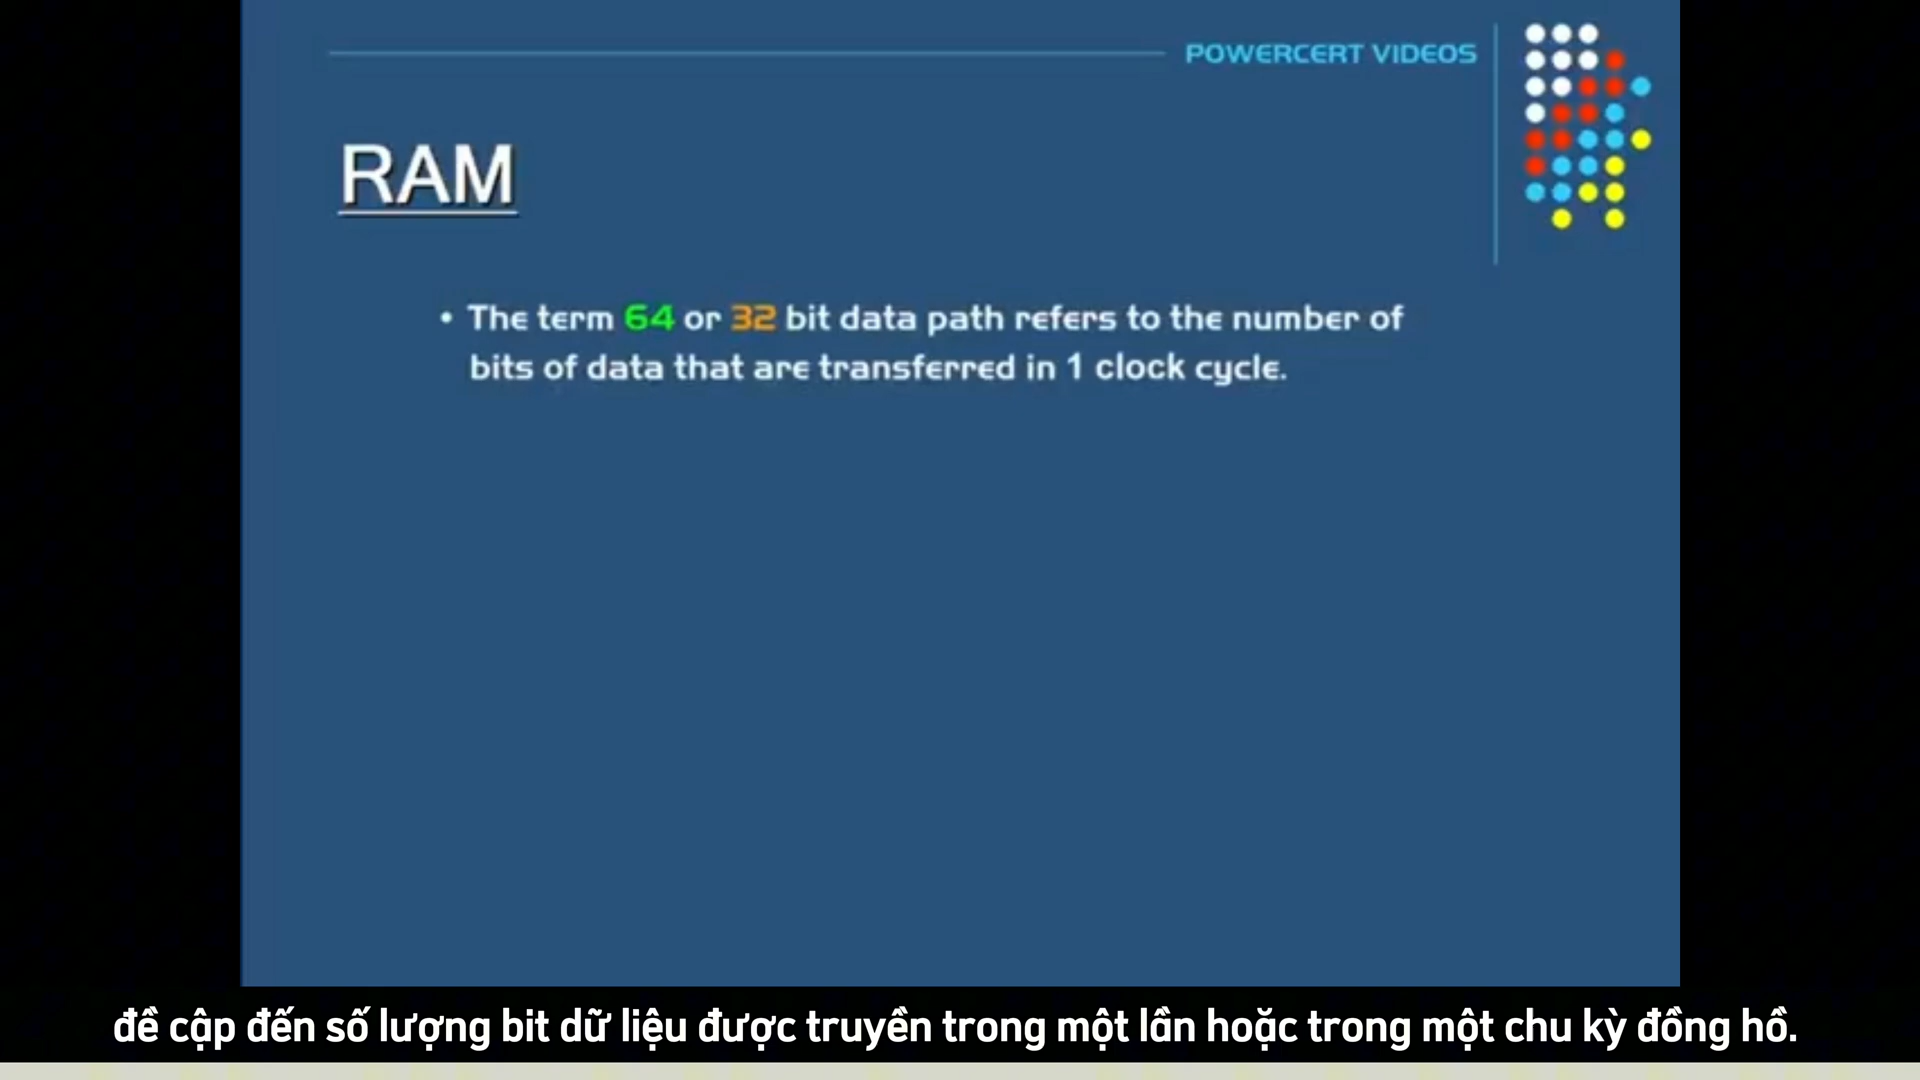 POWERCERT VIDEOS
RAM
• The term 64 or 32 bit data path refers to the number of
bits of data that are transferred in 1 clock cycle.
đề cập đến số lượng bit dữ liệu được truyền trong một lần hoặc trong một chu kỳ đồng hồ.